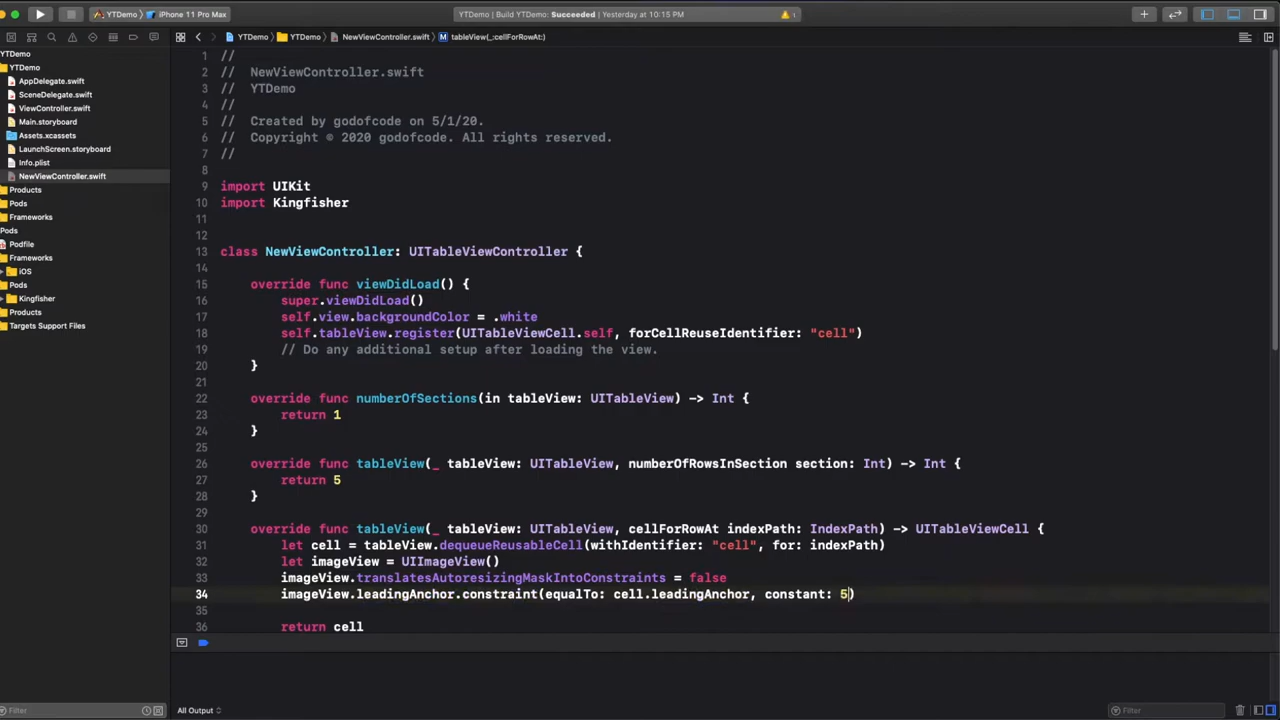 YTDemo
iPhone 11 Pro Max
YTDemo | Build YTDemo: Succeeded | Yesterday at 10:15 PM
YTDemo
YTDemo
NewViewController.swift
M tableView(_:cellForRowAt:)
YTDemo
YTDemo
AppDelegate.swift
SceneDelegate.swift
ViewController.swift
Main.storyboard
Assets.xcassets
LaunchScreen.storyboard
Info.plist
NewViewController.swift
Products
Pods
Frameworks
Pods
Podfile
Frameworks
iOS
Pods
Kingfisher
Products
Targets Support Files
1 //
2 // NewViewController.swift
3 // YTDemo
4 //
5 // Created by godofcode on 5/1/20.
6 // Copyright © 2020 godofcode. All rights reserved.
7 //
8
9 import UIKit
10 import Kingfisher
11
12
13 class NewViewController: UITableViewController {
14
15 override func viewDidLoad() {
16 super.viewDidLoad()
17 self.view.backgroundColor = .white
18 self.tableView.register(UITableViewCell.self, forCellReuseIdentifier: "cell")
19 // Do any additional setup after loading the view.
20 }
21
22 override func numberOfSections(in tableView: UITableView) -> Int {
23 return 1
24 }
25
26 override func tableView(_ tableView: UITableView, numberOfRowsInSection section: Int) -> Int {
27 return 5
28 }
29
30 override func tableView(_ tableView: UITableView, cellForRowAt indexPath: IndexPath) -> UITableViewCell {
31 let cell = tableView.dequeueReusableCell(withIdentifier: "cell", for: indexPath)
32 let imageView = UIImageView()
33 imageView.translatesAutoresizingMaskIntoConstraints = false
34 imageView.leadingAnchor.constraint(equalTo: cell.leadingAnchor, constant: 5)
35
36 return cell
Filter
All Output
Filter